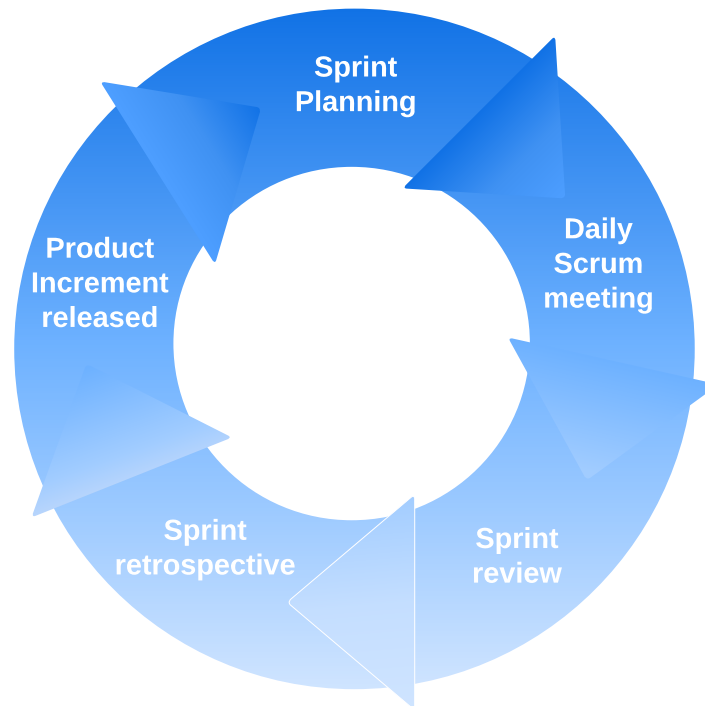 Sprint
Planning
Daily
Scrum
meeting
Sprint
review
Sprint
retrospective
Product
Increment
released